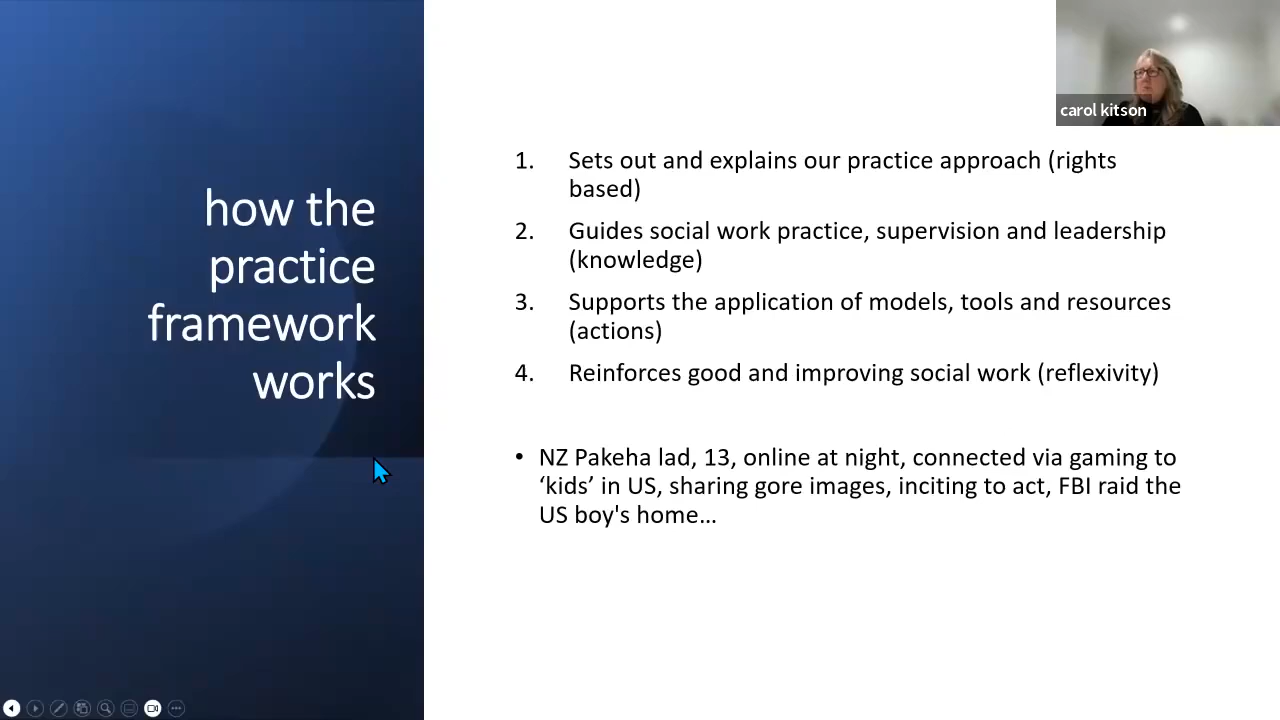 how the
practice
framework
works
carol kitson
1. Sets out and explains our practice approach (rights
based)
2. Guides social work practice, supervision and leadership
(knowledge)
3. Supports the application of models, tools and resources
(actions)
4. Reinforces good and improving social work (reflexivity)
• NZ Pakeha lad, 13, online at night, connected via gaming to
‘kids’ in US, sharing gore images, inciting to act, FBI raid the
US boy's home…